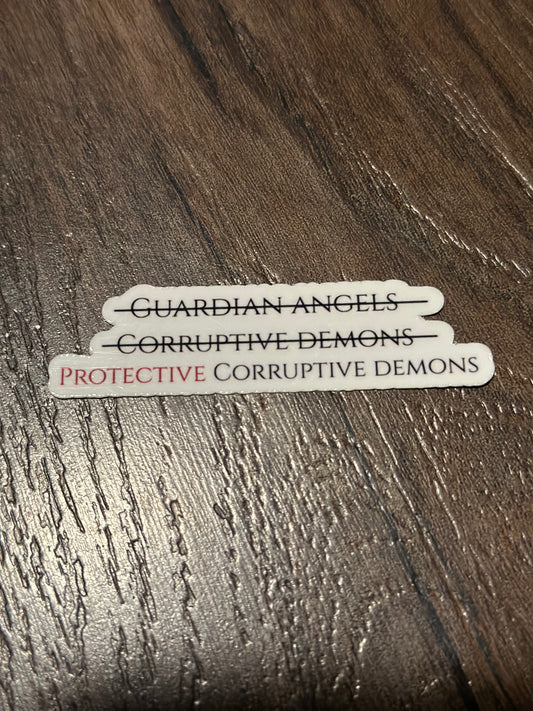 Guardian angels
Corruptive demons
Protective Corruptive demons